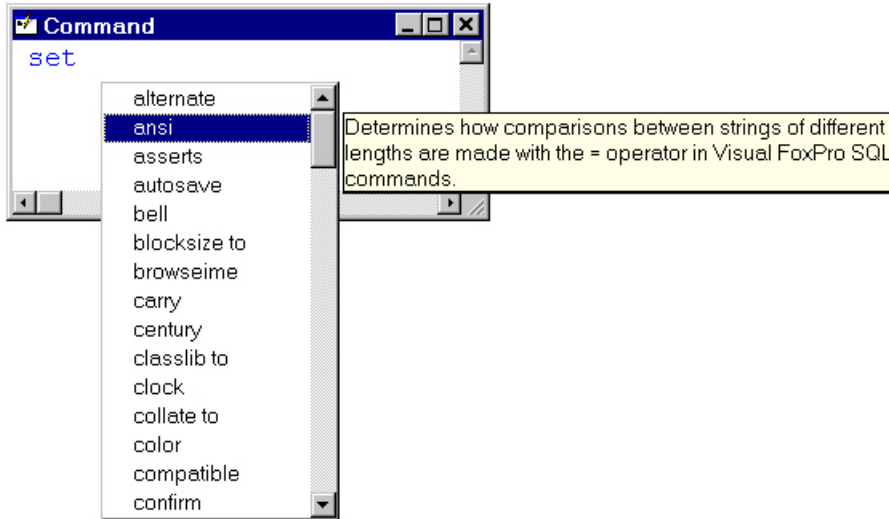 Command
set
alternate
ansi
asserts
autosave
bell
blocksize to
browseime
carry
century
classlib to
clock
collate to
color
compatible
confirm
Determines how comparisons between strings of different
lengths are made with the = operator in Visual FoxPro SQL
commands.